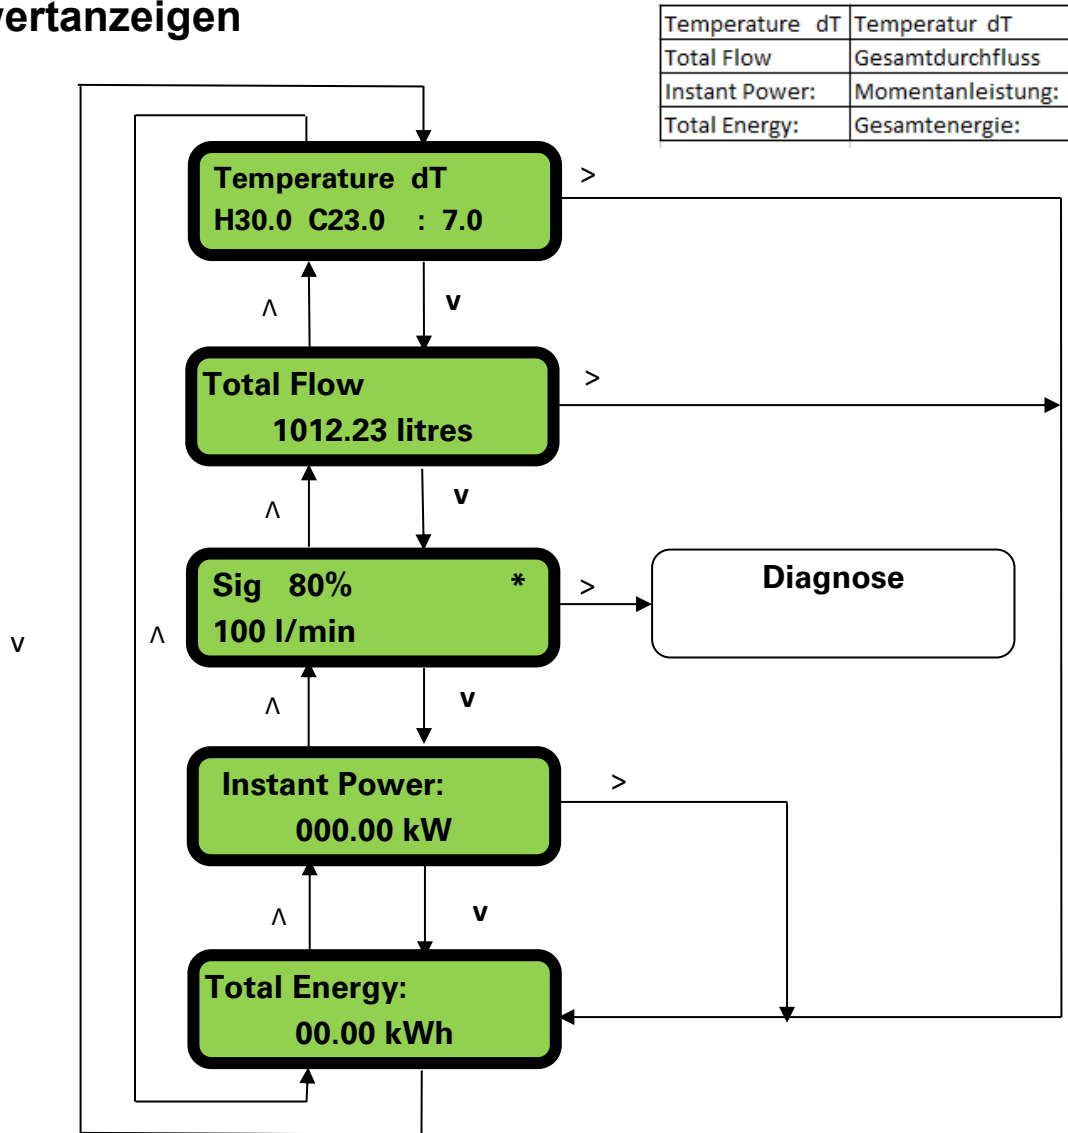 vertanzeigen
Temperature dT Temperatur dT
Total Flow Gesamtdurchfluss
Instant Power: Momentanleistung:
Total Energy: Gesamtenergie:
Temperature dT
H30.0 C23.0 : 7.0
>
Λ
v
Total Flow
1012.23 litres
>
Λ
v
Sig 80% *
100 l/min
>
Diagnose
v
Λ
Λ
v
Instant Power:
000.00 kW
>
Λ
v
Total Energy:
00.00 kWh